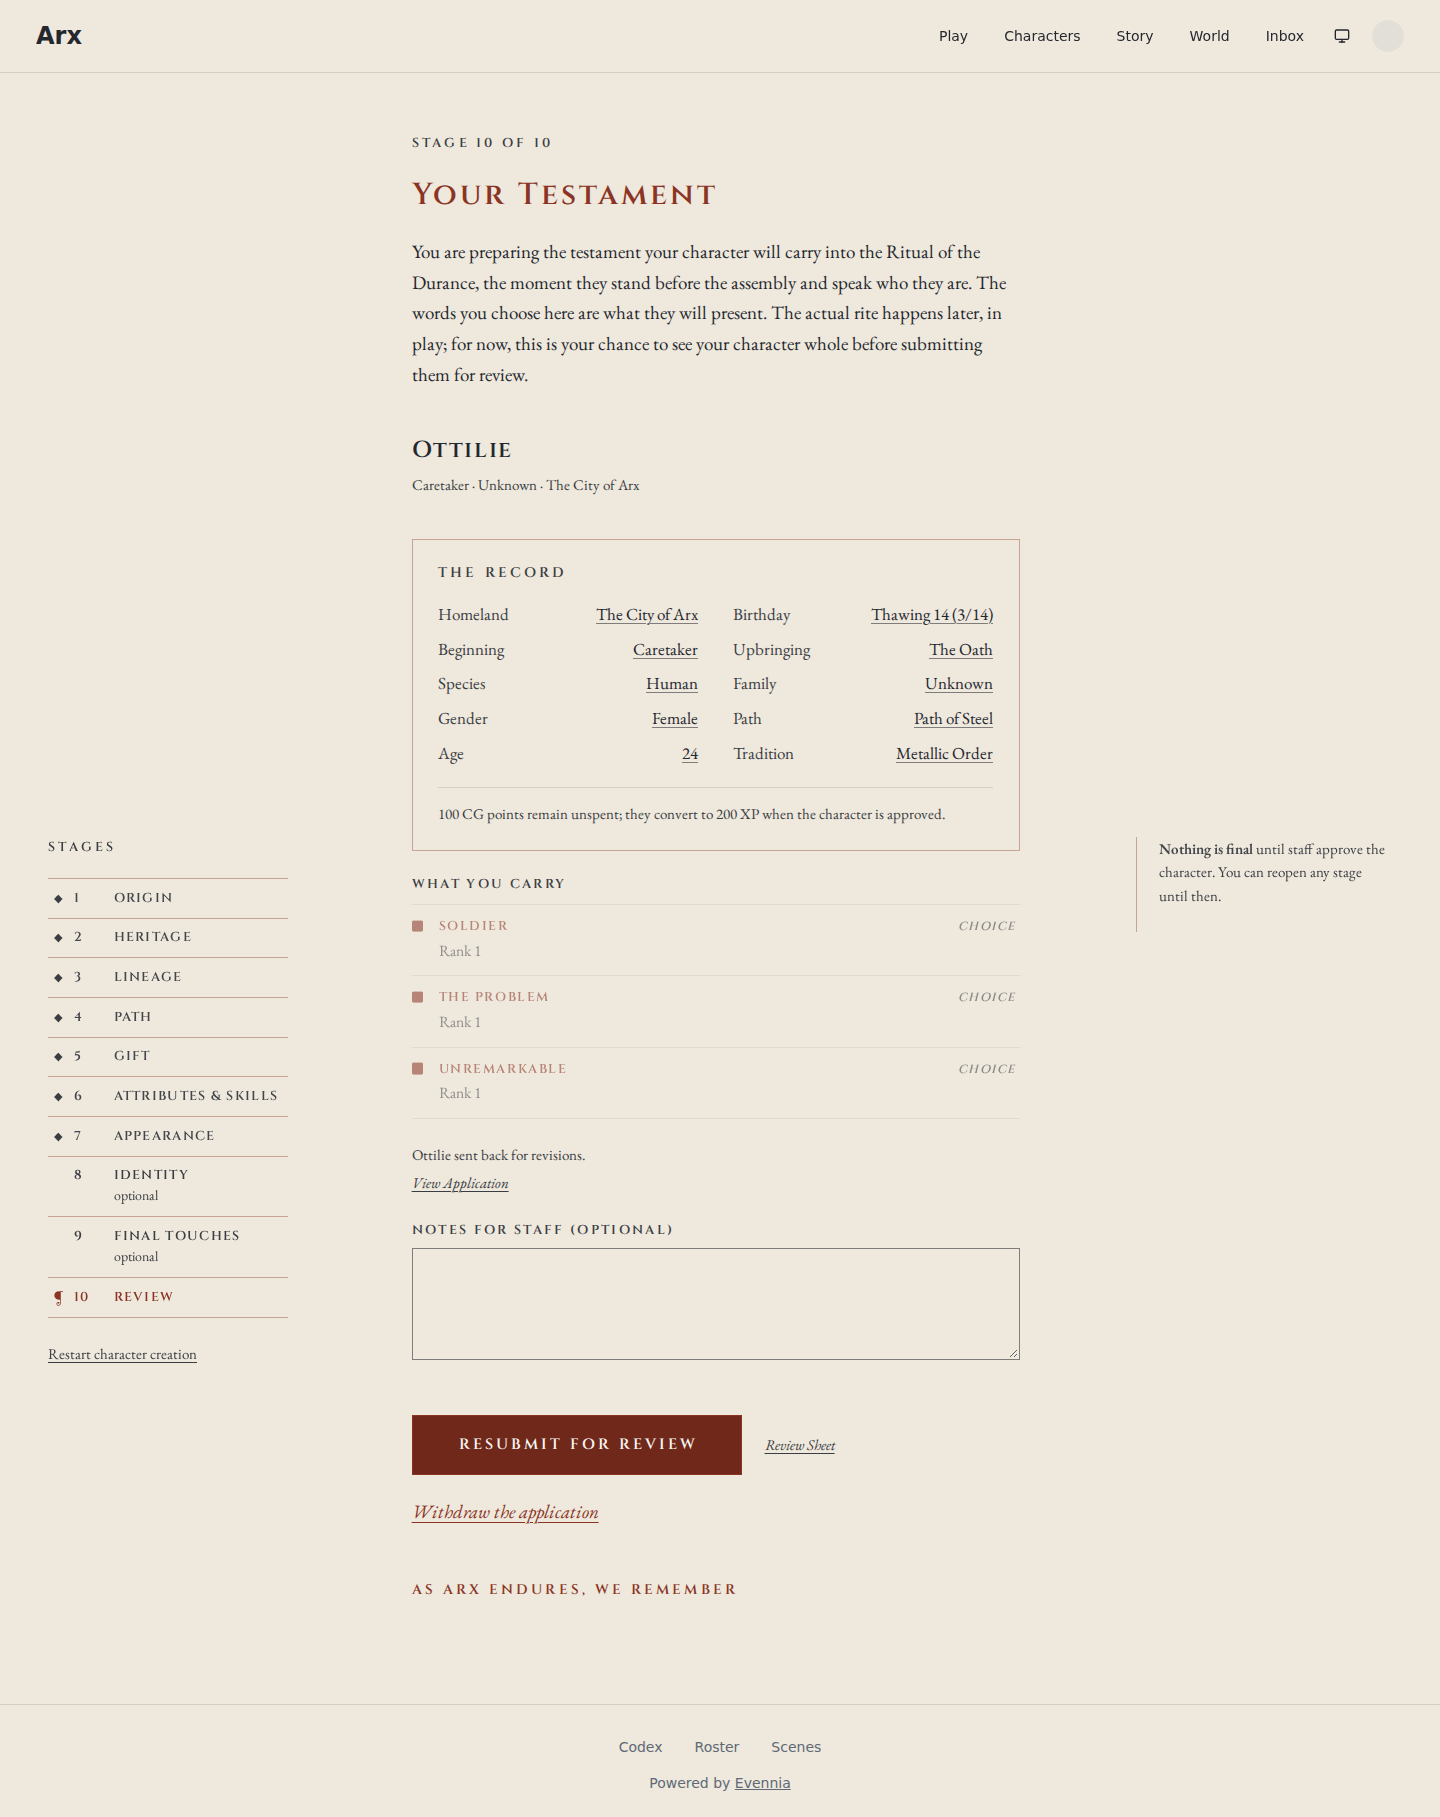 Arx
Play Characters Story World Inbox
STAGE 10 OF 10
Your Testament
You are preparing the testament your character will carry into the Ritual of the
Durance, the moment they stand before the assembly and speak who they are. The
words you choose here are what they will present. The actual rite happens later, in
play; for now, this is your chance to see your character whole before submitting
them for review.
Ottilie
Caretaker · Unknown · The City of Arx
THE RECORD
Homeland The City of Arx Birthday Thawing 14 (3/14)
Beginning Caretaker Upbringing The Oath
Species Human Family Unknown
Gender Female Path Path of Steel
Age 24 Tradition Metallic Order
100 CG points remain unspent; they convert to 200 XP when the character is approved.
STAGES
◆ 1 ORIGIN
◆ 2 HERITAGE
◆ 3 LINEAGE
◆ 4 PATH
◆ 5 GIFT
◆ 6 ATTRIBUTES & SKILLS
◆ 7 APPEARANCE
8 IDENTITY
optional
9 FINAL TOUCHES
optional
¶ 10 REVIEW
Restart character creation
WHAT YOU CARRY
SOLDIER CHOICE
Rank 1
THE PROBLEM CHOICE
Rank 1
UNREMARKABLE CHOICE
Rank 1
Ottilie sent back for revisions.
View Application
NOTES FOR STAFF (OPTIONAL)
RESUBMIT FOR REVIEW Review Sheet
Withdraw the application
AS ARX ENDURES, WE REMEMBER
Nothing is final until staff approve the
character. You can reopen any stage
until then.
Codex Roster Scenes
Powered by Evennia